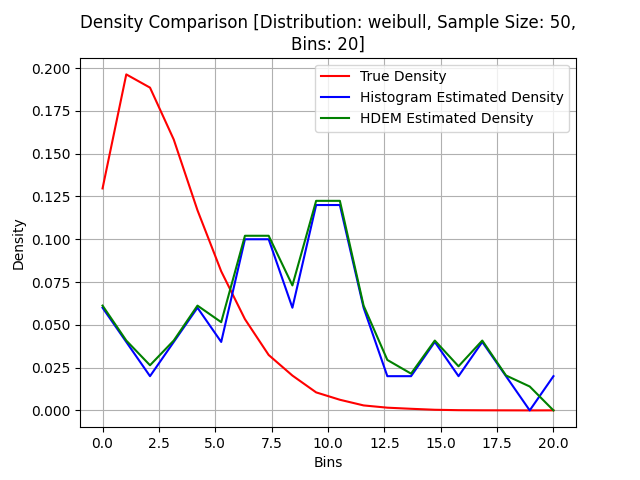 Density Comparison [Distribution: weibull, Sample Size: 50,
Bins: 20]
True Density
Histogram Estimated Density
HDEM Estimated Density
Density
0.200
0.175
0.150
0.125
0.100
0.075
0.050
0.025
0.000
0.0 2.5 5.0 7.5 10.0 12.5 15.0 17.5 20.0
Bins